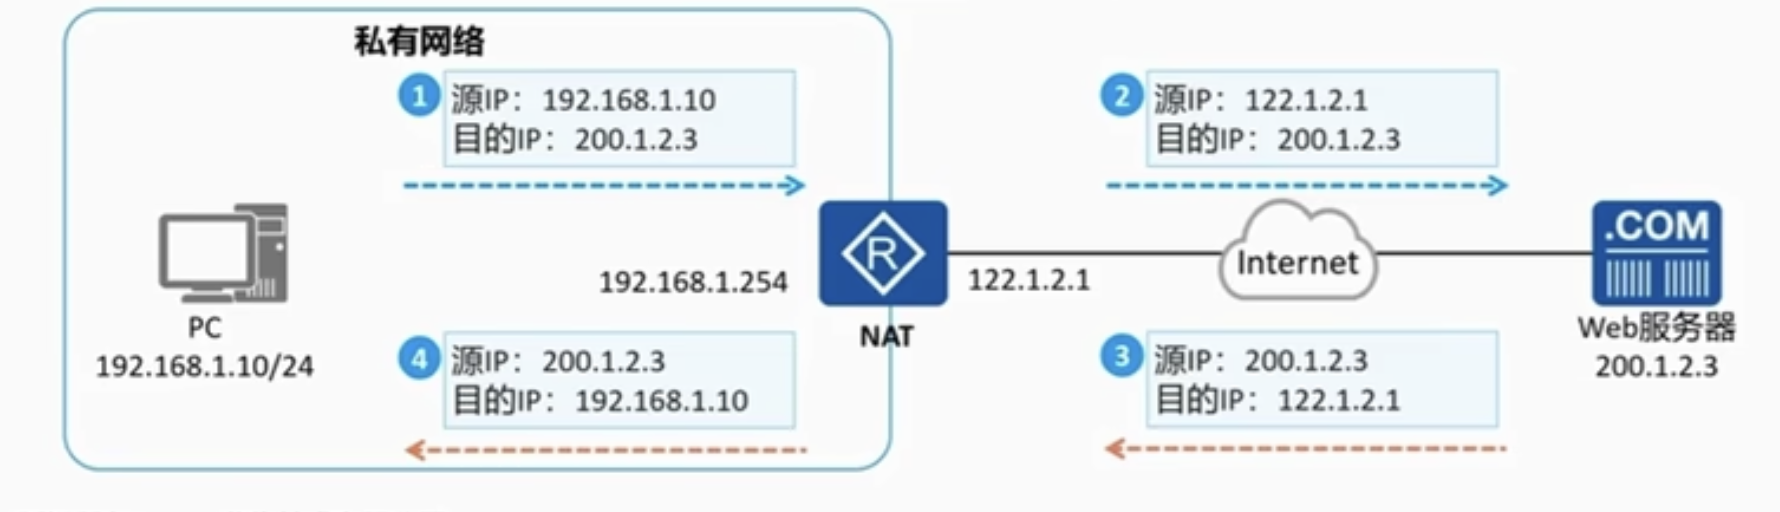 私有网络
1
源IP：192.168.1.10
目的IP：200.1.2.3
2
源IP：122.1.2.1
目的IP：200.1.2.3
PC
192.168.1.10/24
192.168.1.254
R
NAT
122.1.2.1
Internet
.COM
Web服务器
200.1.2.3
4
源IP：200.1.2.3
目的IP：192.168.1.10
3
源IP：200.1.2.3
目的IP：122.1.2.1